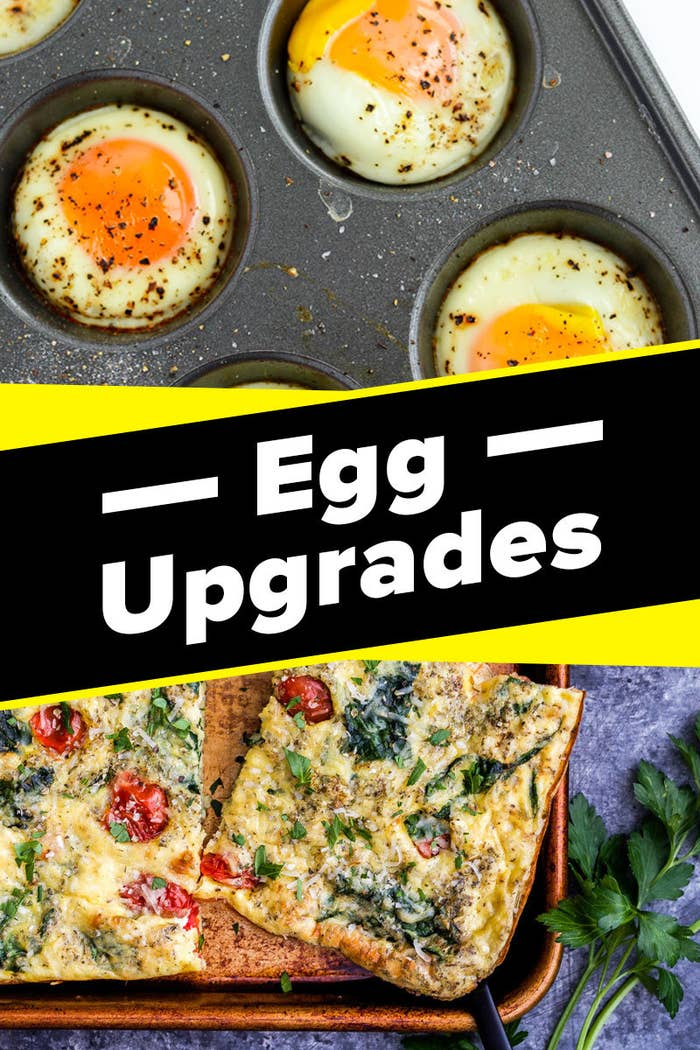 — Egg —
Upgrades